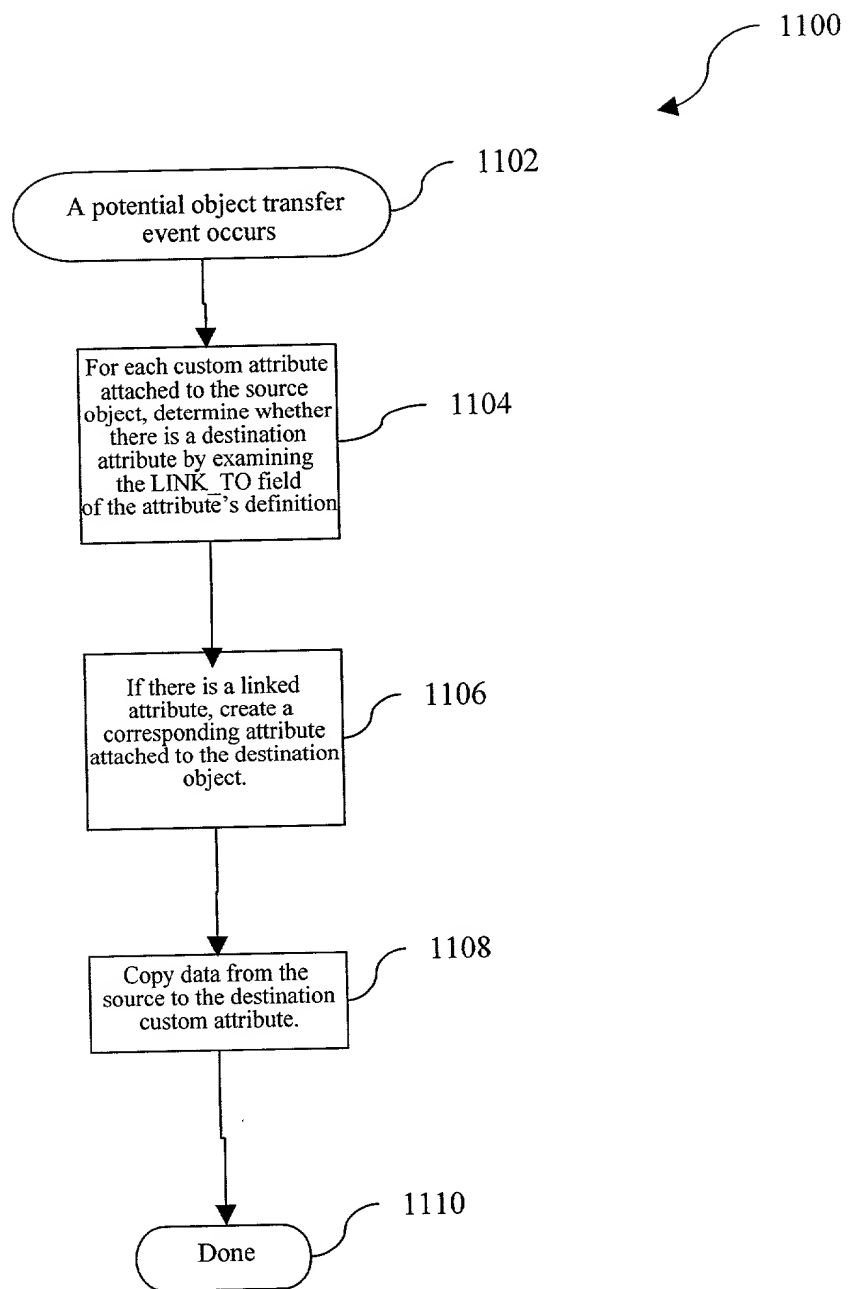 1100
1102
A potential object transfer
event occurs
For each custom attribute
attached to the source
object, determine whether
there is a destination
attribute by examining
the LINK_TO field
of the attribute's definition
1104
If there is a linked
attribute, create a
corresponding attribute
attached to the destination
object.
1106
Copy data from the
source to the destination
custom attribute.
1108
1110
Done